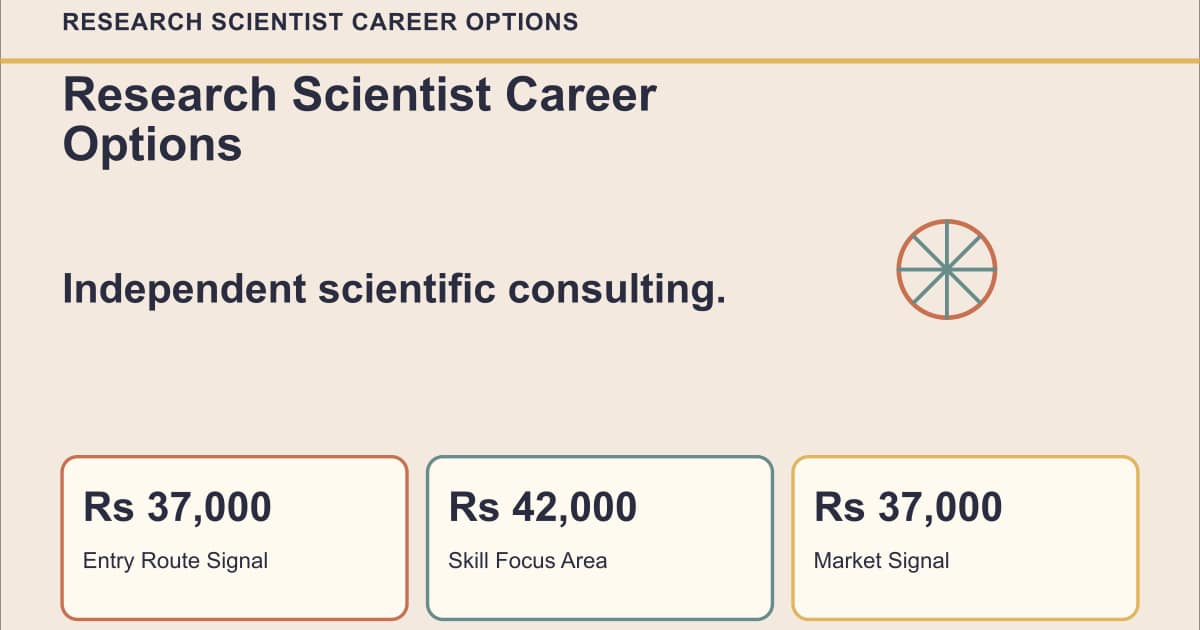 RESEARCH SCIENTIST CAREER OPTIONS
Research Scientist Career
Options
Independent scientific consulting.
Rs 37,000
Entry Route Signal
Rs 42,000
Skill Focus Area
Rs 37,000
Market Signal